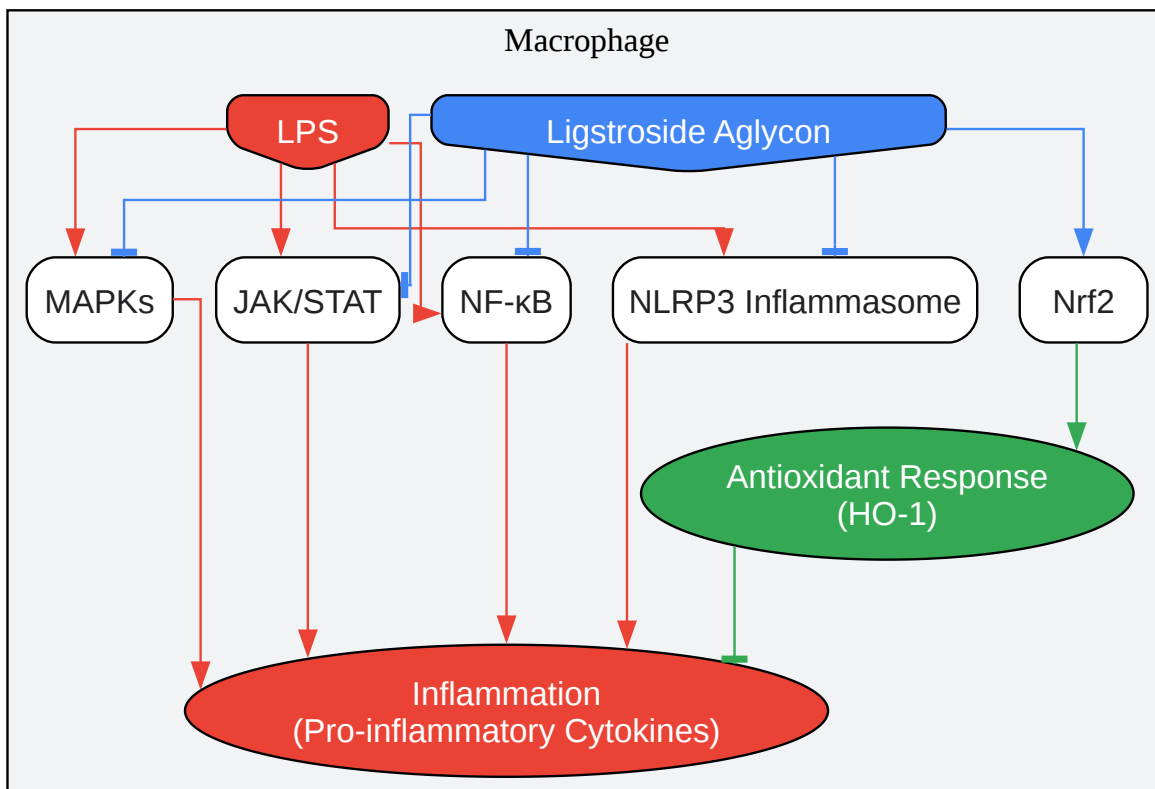 Macrophage
LPS
Ligstroside Aglycon
MAPKs
JAK/STAT
NF-κB
NLRP3 Inflammasome
Nrf2
Antioxidant Response
(HO-1)
Inflammation
(Pro-inflammatory Cytokines)